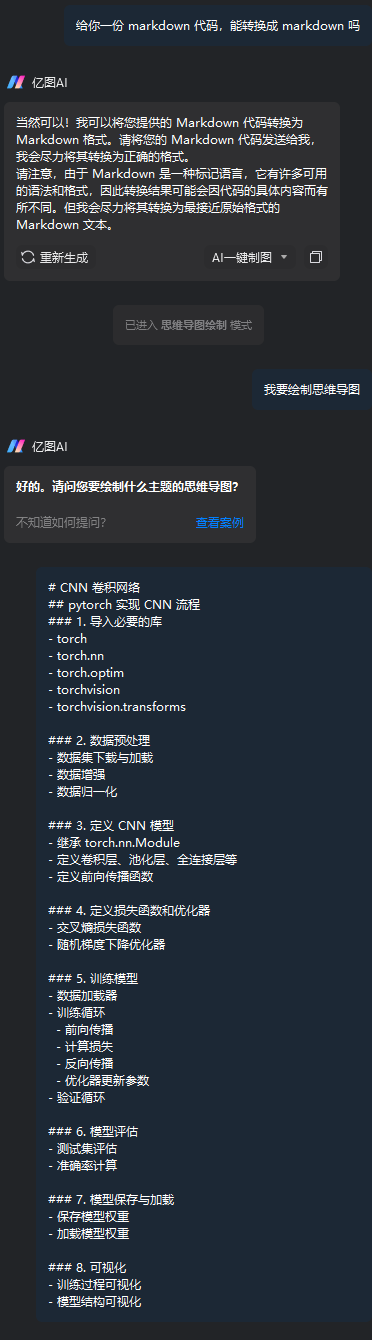 给你一份 markdown 代码，能转换成 markdown 吗
亿图AI
当然可以！我可以将您提供的 Markdown 代码转换为
Markdown 格式。请将您的 Markdown 代码发送给我，
我会尽力将其转换为正确的格式。
请注意，由于 Markdown 是一种标记语言，它有许多可用
的语法和格式，因此转换结果可能会因代码的具体内容而有
所不同。但我会尽力将其转换为最接近原始格式的
Markdown 文本。
重新生成 AI一键制图
已进入 思维导图绘制 模式
我要绘制思维导图
亿图AI
好的。请问您要绘制什么主题的思维导图？
不知道如何提问？ 查看案例
# CNN 卷积网络
## pytorch 实现 CNN 流程
### 1. 导入必要的库
- torch
- torch.nn
- torch.optim
- torchvision
- torchvision.transforms
### 2. 数据预处理
- 数据集下载与加载
- 数据增强
- 数据归一化
### 3. 定义 CNN 模型
- 继承 torch.nn.Module
- 定义卷积层、池化层、全连接层等
- 定义前向传播函数
### 4. 定义损失函数和优化器
- 交叉熵损失函数
- 随机梯度下降优化器
### 5. 训练模型
- 数据加载器
- 训练循环
- 前向传播
- 计算损失
- 反向传播
- 优化器更新参数
- 验证循环
### 6. 模型评估
- 测试集评估
- 准确率计算
### 7. 模型保存与加载
- 保存模型权重
- 加载模型权重
### 8. 可视化
- 训练过程可视化
- 模型结构可视化